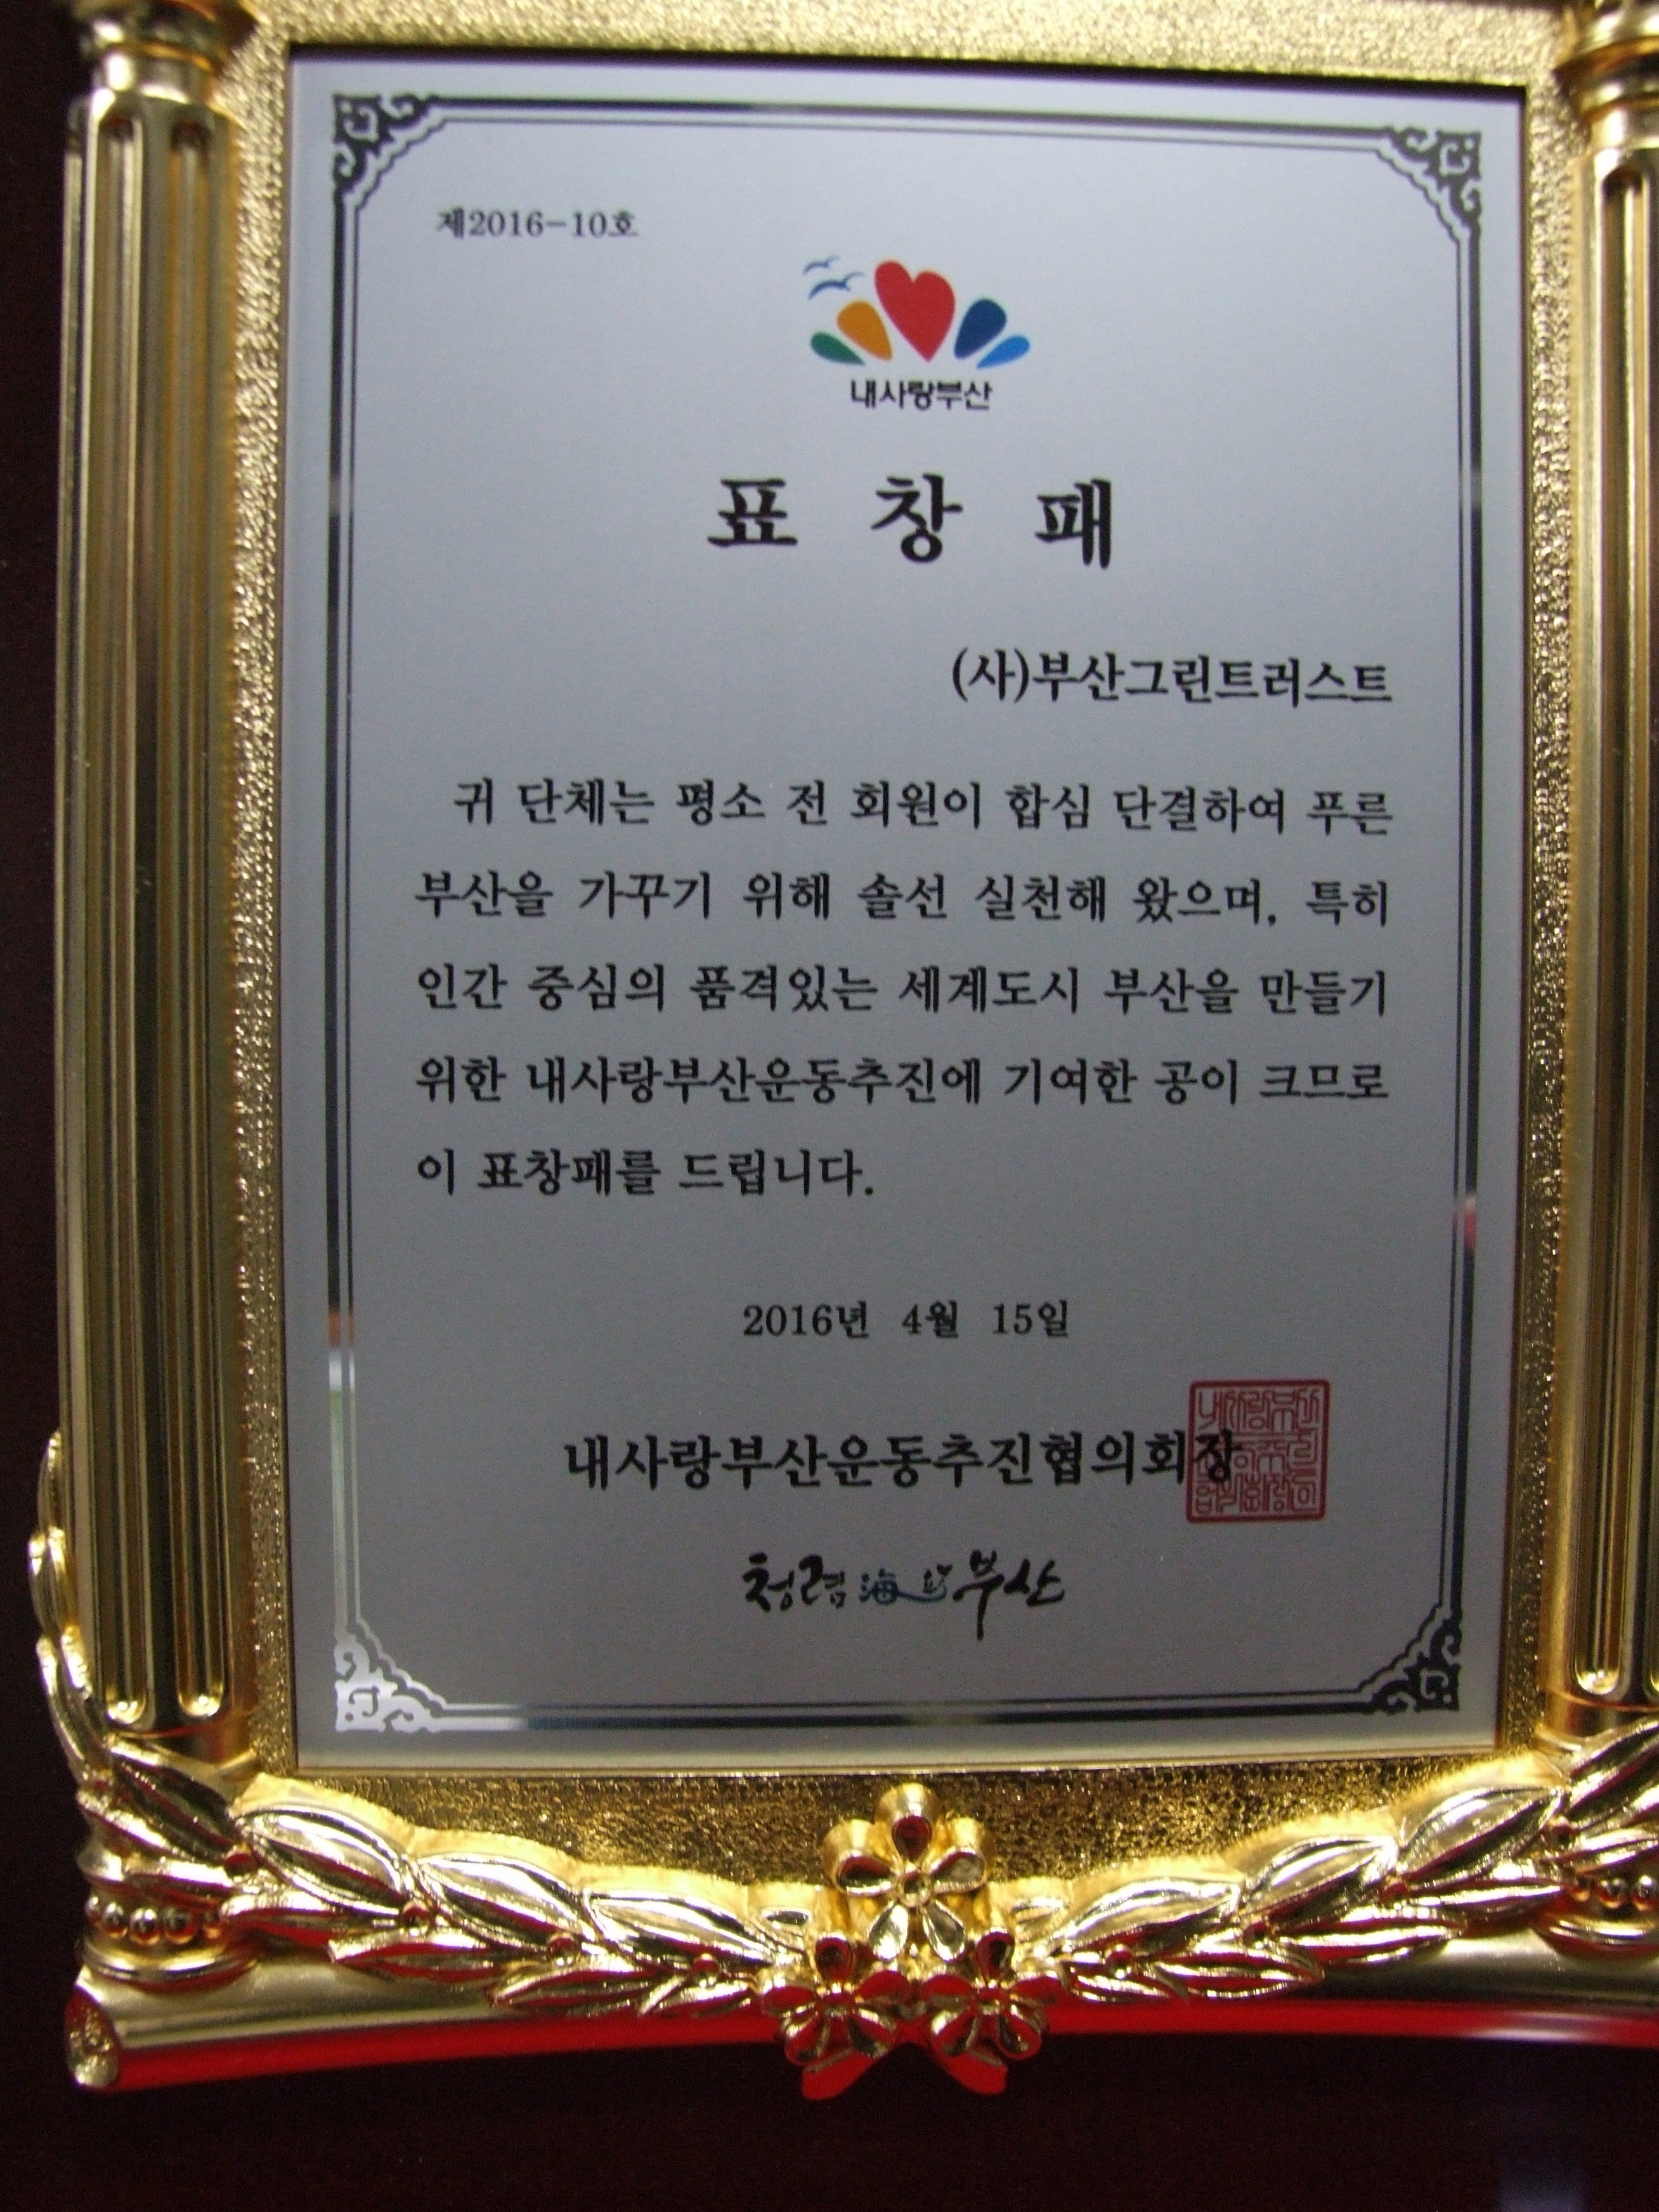 제2016-10호
내사랑부산
표 창 패
(사)부산그린트러스트
귀 단체는 평소 전 회원이 합심 단결하여 푸른
부산을 가꾸기 위해 솔선 실천해 왔으며, 특히
인간 중심의 품격있는 세계도시 부산을 만들기
위한 내사랑부산운동추진에 기여한 공이 크므로
이 표창패를 드립니다.
2016년 4월 15일
내사랑부산운동추진협의회장
청렴海 부산